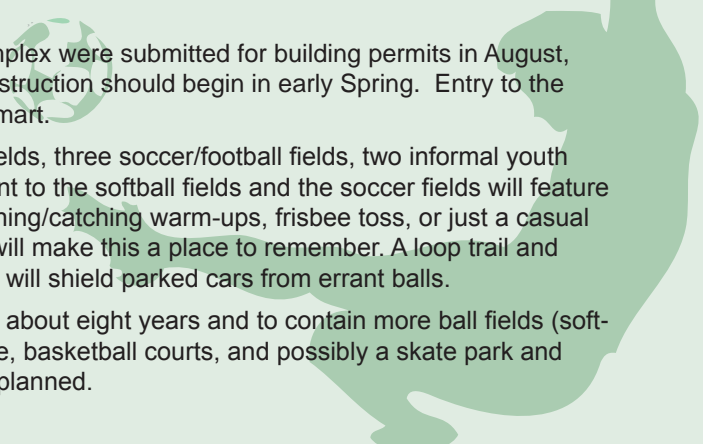 mplex were submitted for building permits in August,
struction should begin in early Spring.  Entry to the
mart.
elds, three soccer/football fields, two informal youth
nt to the softball fields and the soccer fields will feature
hing/catching warm-ups, frisbee toss, or just a casual
will make this a place to remember. A loop trail and
will shield parked cars from errant balls.
about eight years and to contain more ball fields (soft-
e, basketball courts, and possibly a skate park and
planned.